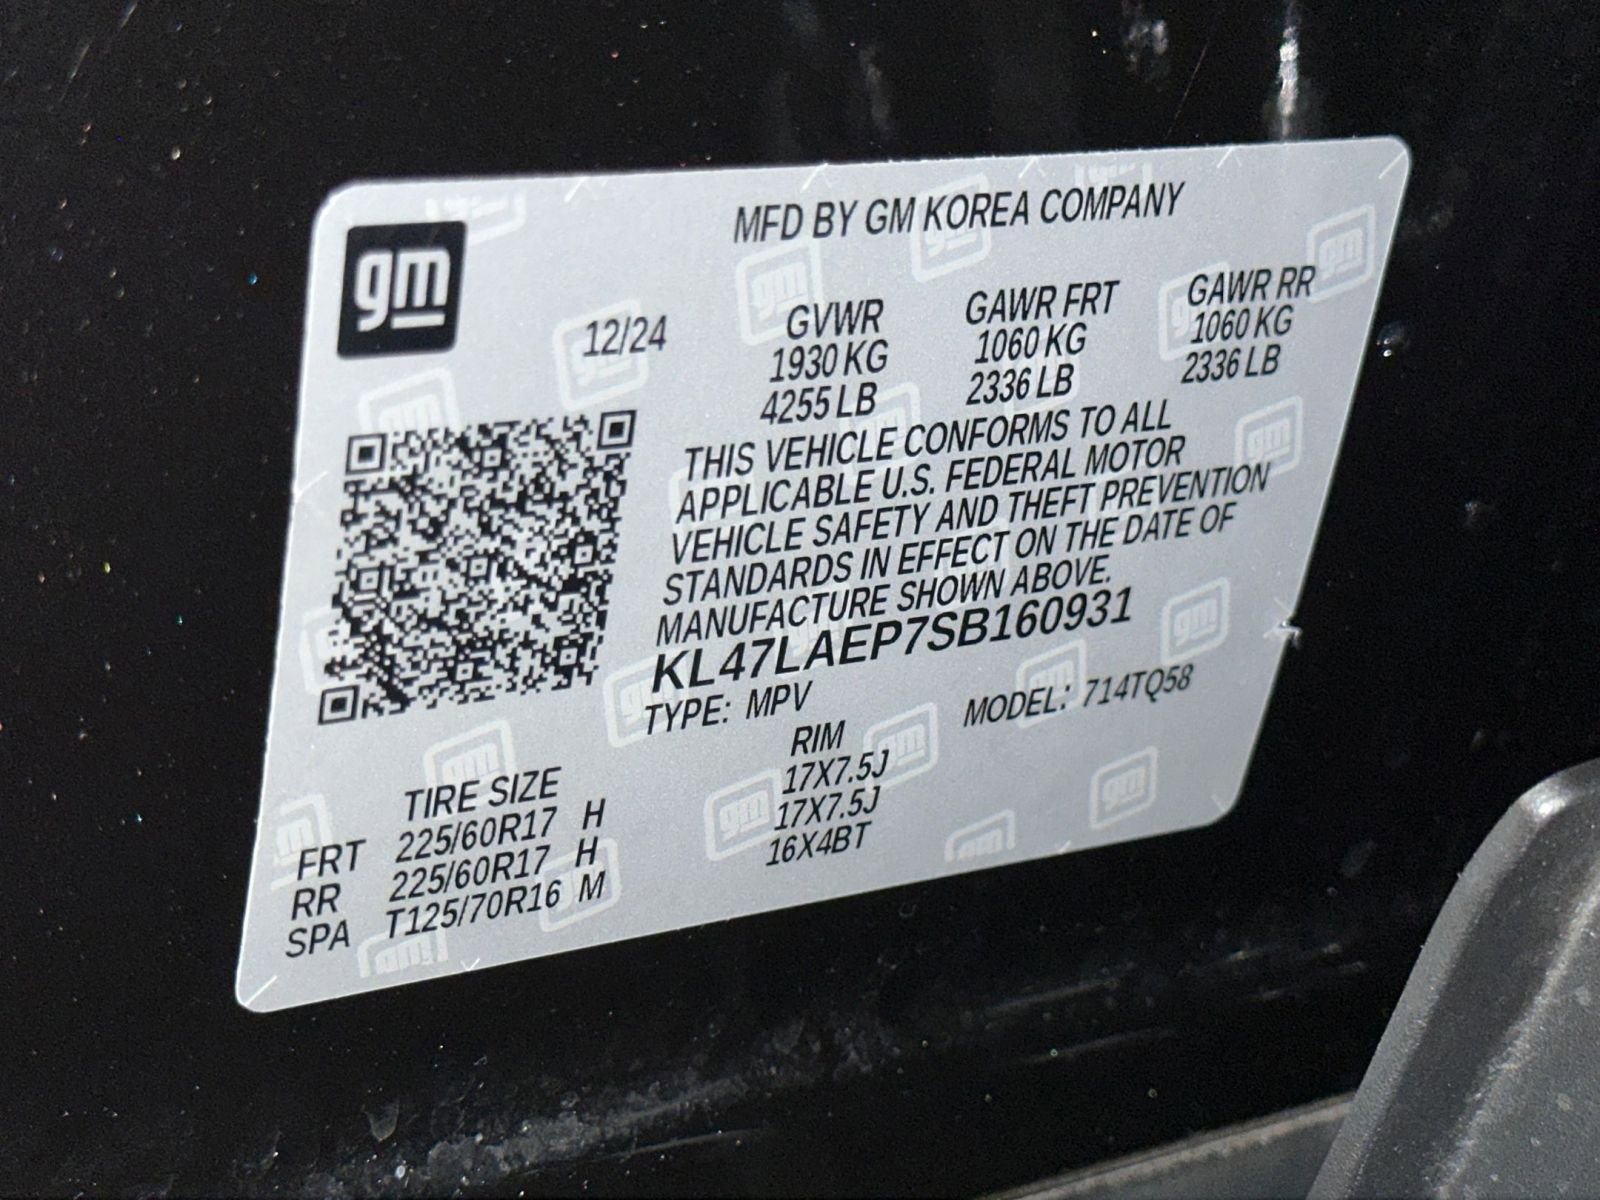 gm
MFD BY GM KOREA COMPANY
12/24
GVWR GAWR FRT GAWR RR
1930 KG 1060 KG 1060 KG
4255 LB 2336 LB 2336 LB
THIS VEHICLE CONFORMS TO ALL
APPLICABLE U.S. FEDERAL MOTOR
VEHICLE SAFETY AND THEFT PREVENTION
STANDARDS IN EFFECT ON THE DATE OF
MANUFACTURE SHOWN ABOVE.
KL47LAEP7SB160931
TYPE: MPV MODEL: 714TQ58
TIRE SIZE RIM
FRT 225/60R17 H 17X7.5J
RR 225/60R17 H 17X7.5J
SPA T125/70R16 M 16X4BT